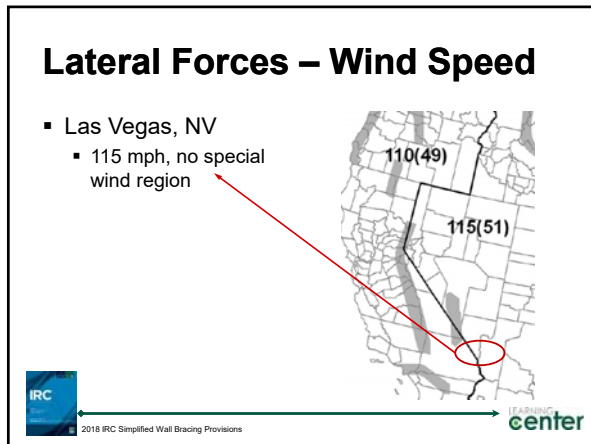 Lateral Forces – Wind Speed
▪ Las Vegas, NV
▪ 115 mph, no special
wind region
110(49)
115(51)
IRC
2018 IRC Simplified Wall Bracing Provisions
LEARNING
center